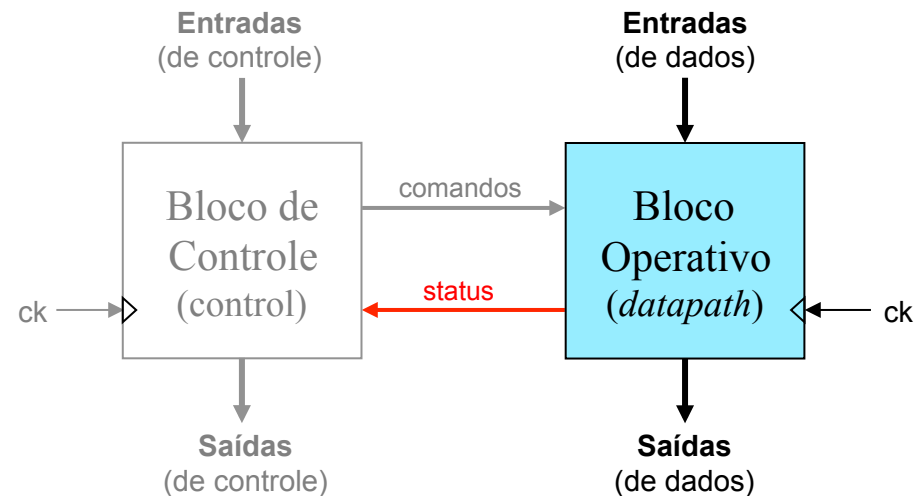 Entradas
(de controle)
Entradas
(de dados)
Bloco de
Controle
(control)
comandos
status
Bloco
Operativo
(datapath)
ck
ck
Saídas
(de controle)
Saídas
(de dados)